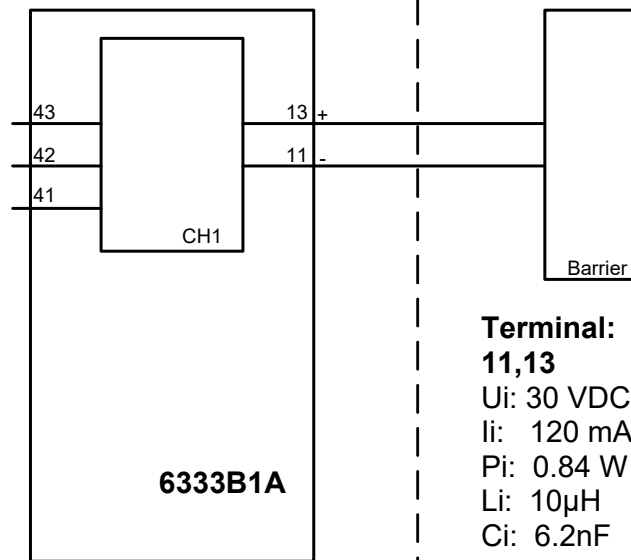 43
13 +
42
11 -
41
CH1
Barrier
Terminal:
11,13
Ui: 30 VDC
Ii: 120 mA
Pi: 0.84 W
Li: 10µH
Ci: 6.2nF
6333B1A